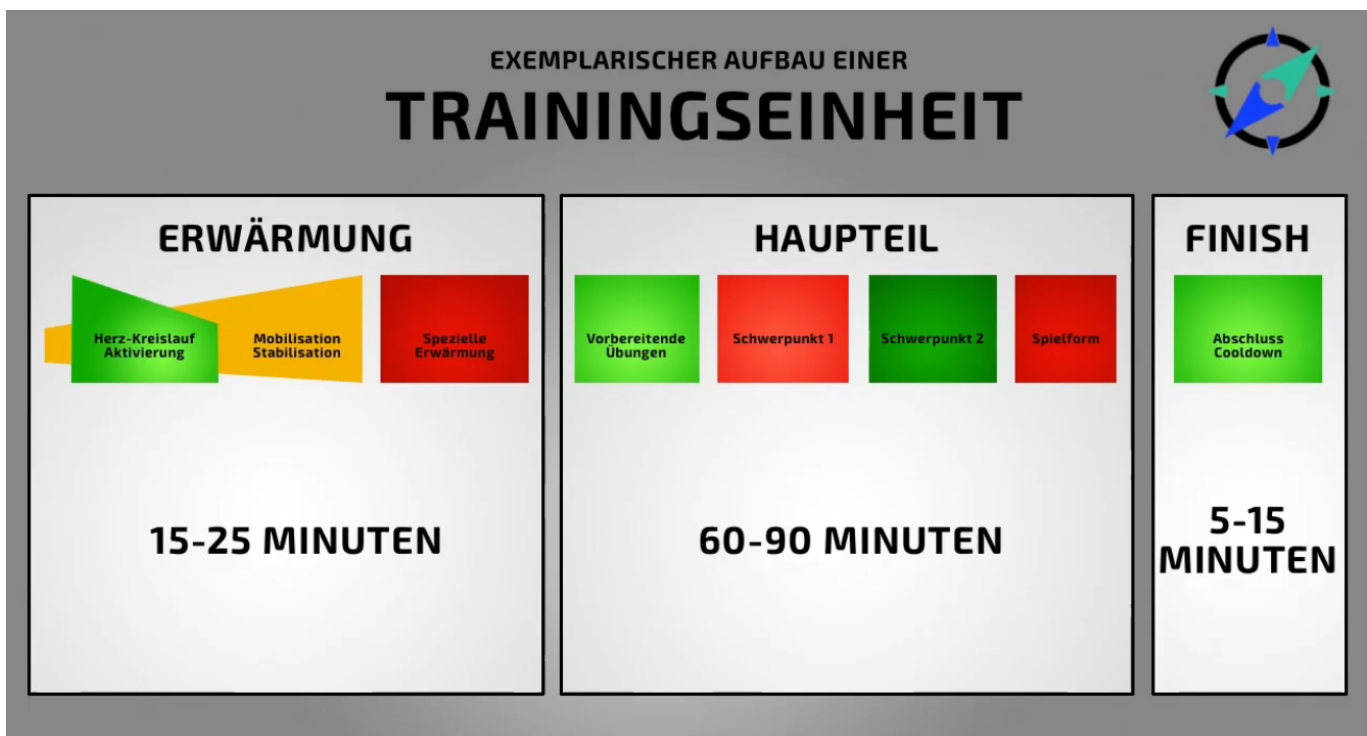 EXEMPLARISCHER AUFBAU EINER
TRAININGSEINHEIT
ERWÄRMUNG
Herz-Kreislauf
Aktivierung
Mobilisation
Stabilisation
Spezielle
Erwärmung
15-25 MINUTEN
HAUPTEIL
Vorbereitende
Übungen
Schwerpunkt 1
Schwerpunkt 2
Spielform
60-90 MINUTEN
FINISH
Abschluss
Cooldown
5-15
MINUTEN